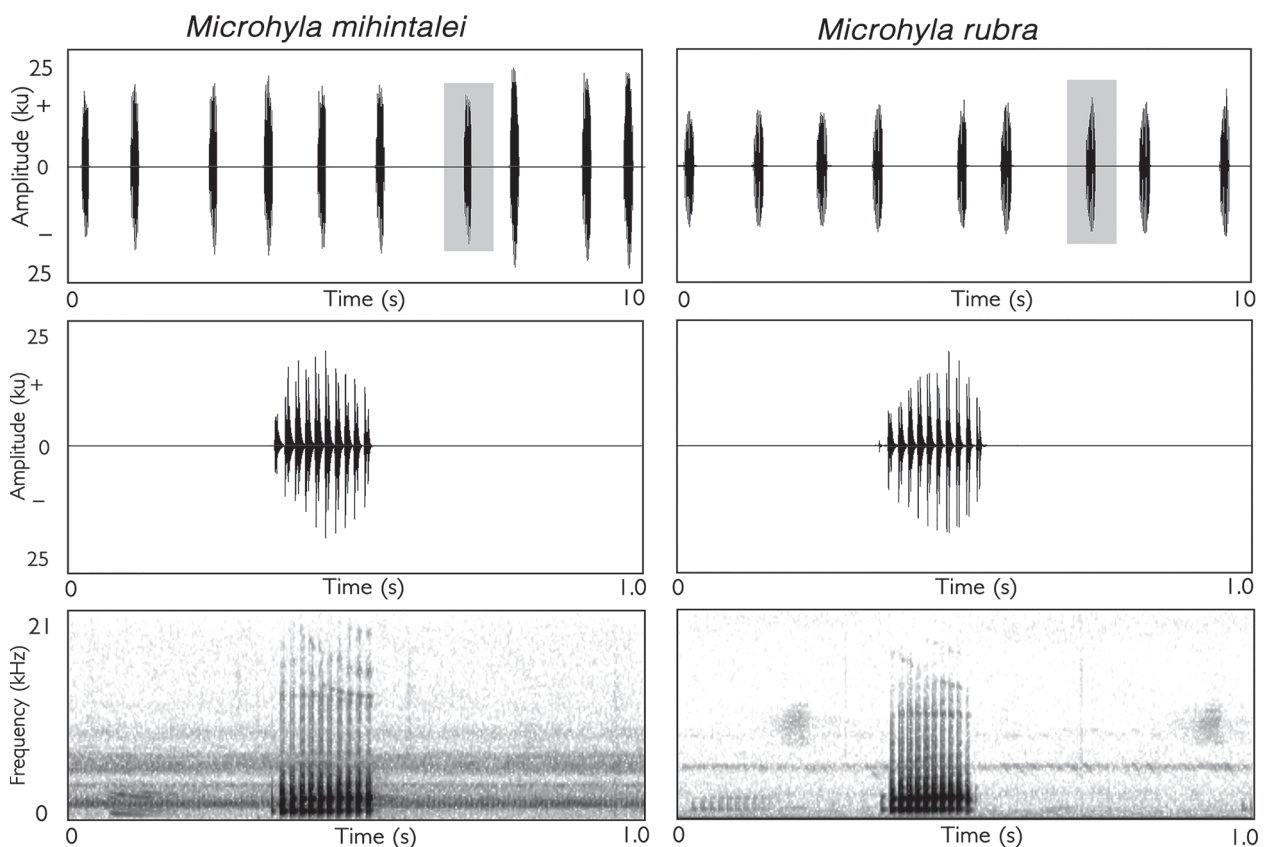 Microhyla mihintalei
Microhyla rubra
25
+
0
–
25
Amplitude (ku)
0 Time (s) 10
0 Time (s) 10
25
+
0
–
25
Amplitude (ku)
0 Time (s) 1.0
0 Time (s) 1.0
21
0
Frequency (kHz)
0 Time (s) 1.0
0 Time (s) 1.0